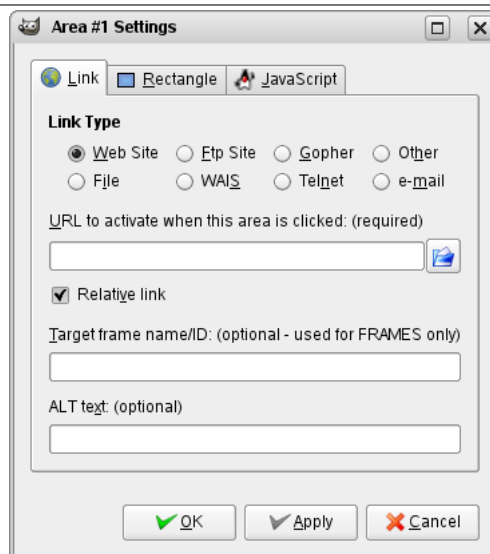 Area #1 Settings
Link Rectangle JavaScript
Link Type
Web Site Ftp Site Gopher Other
File WAIS Telnet e-mail
URL to activate when this area is clicked: (required)
Relative link
Target frame name/ID: (optional - used for FRAMES only)
ALT text: (optional)
OK Apply Cancel